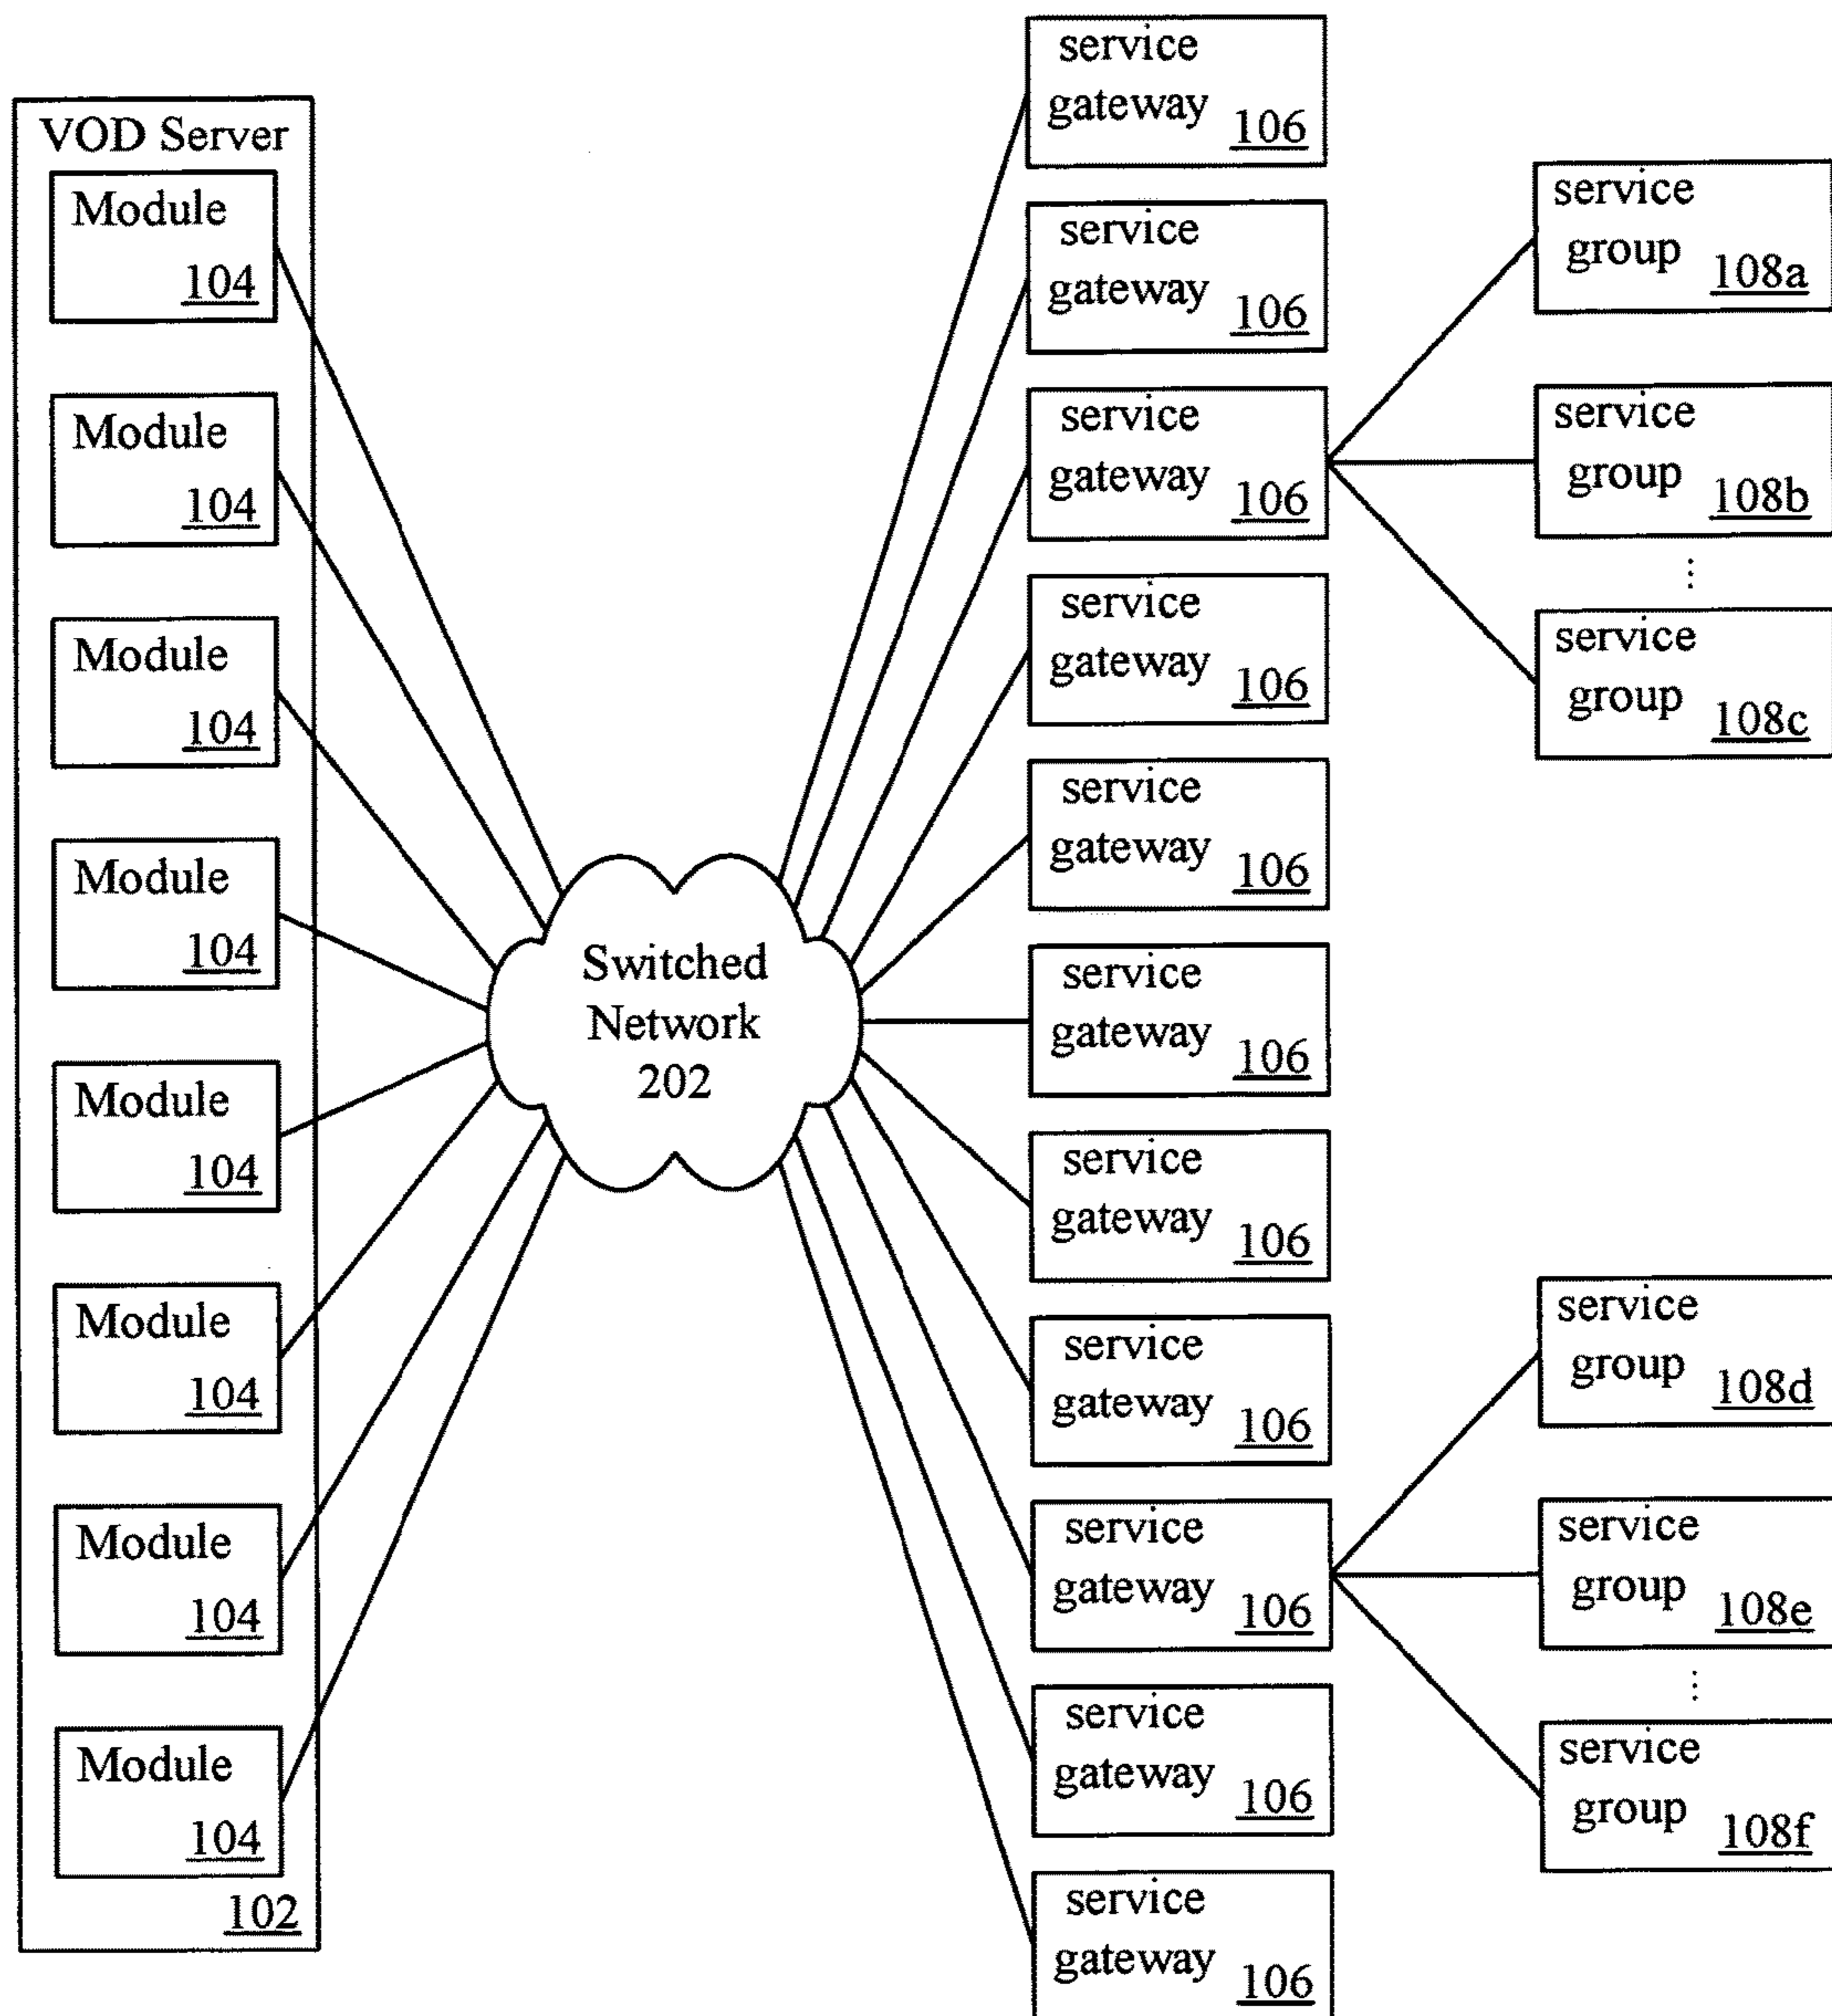 VOD Server
Module
104
Module
104
Module
104
Module
104
Module
104
Module
104
Module
104
Module
104
102
Switched
Network
202
service
gateway 106
service
gateway 106
service
gateway 106
service
gateway 106
service
gateway 106
service
gateway 106
service
gateway 106
service
gateway 106
service
gateway 106
service
gateway 106
service
gateway 106
service
group 108a
service
group 108b
⋮
service
group 108c
service
group 108d
service
group 108e
⋮
service
group 108f